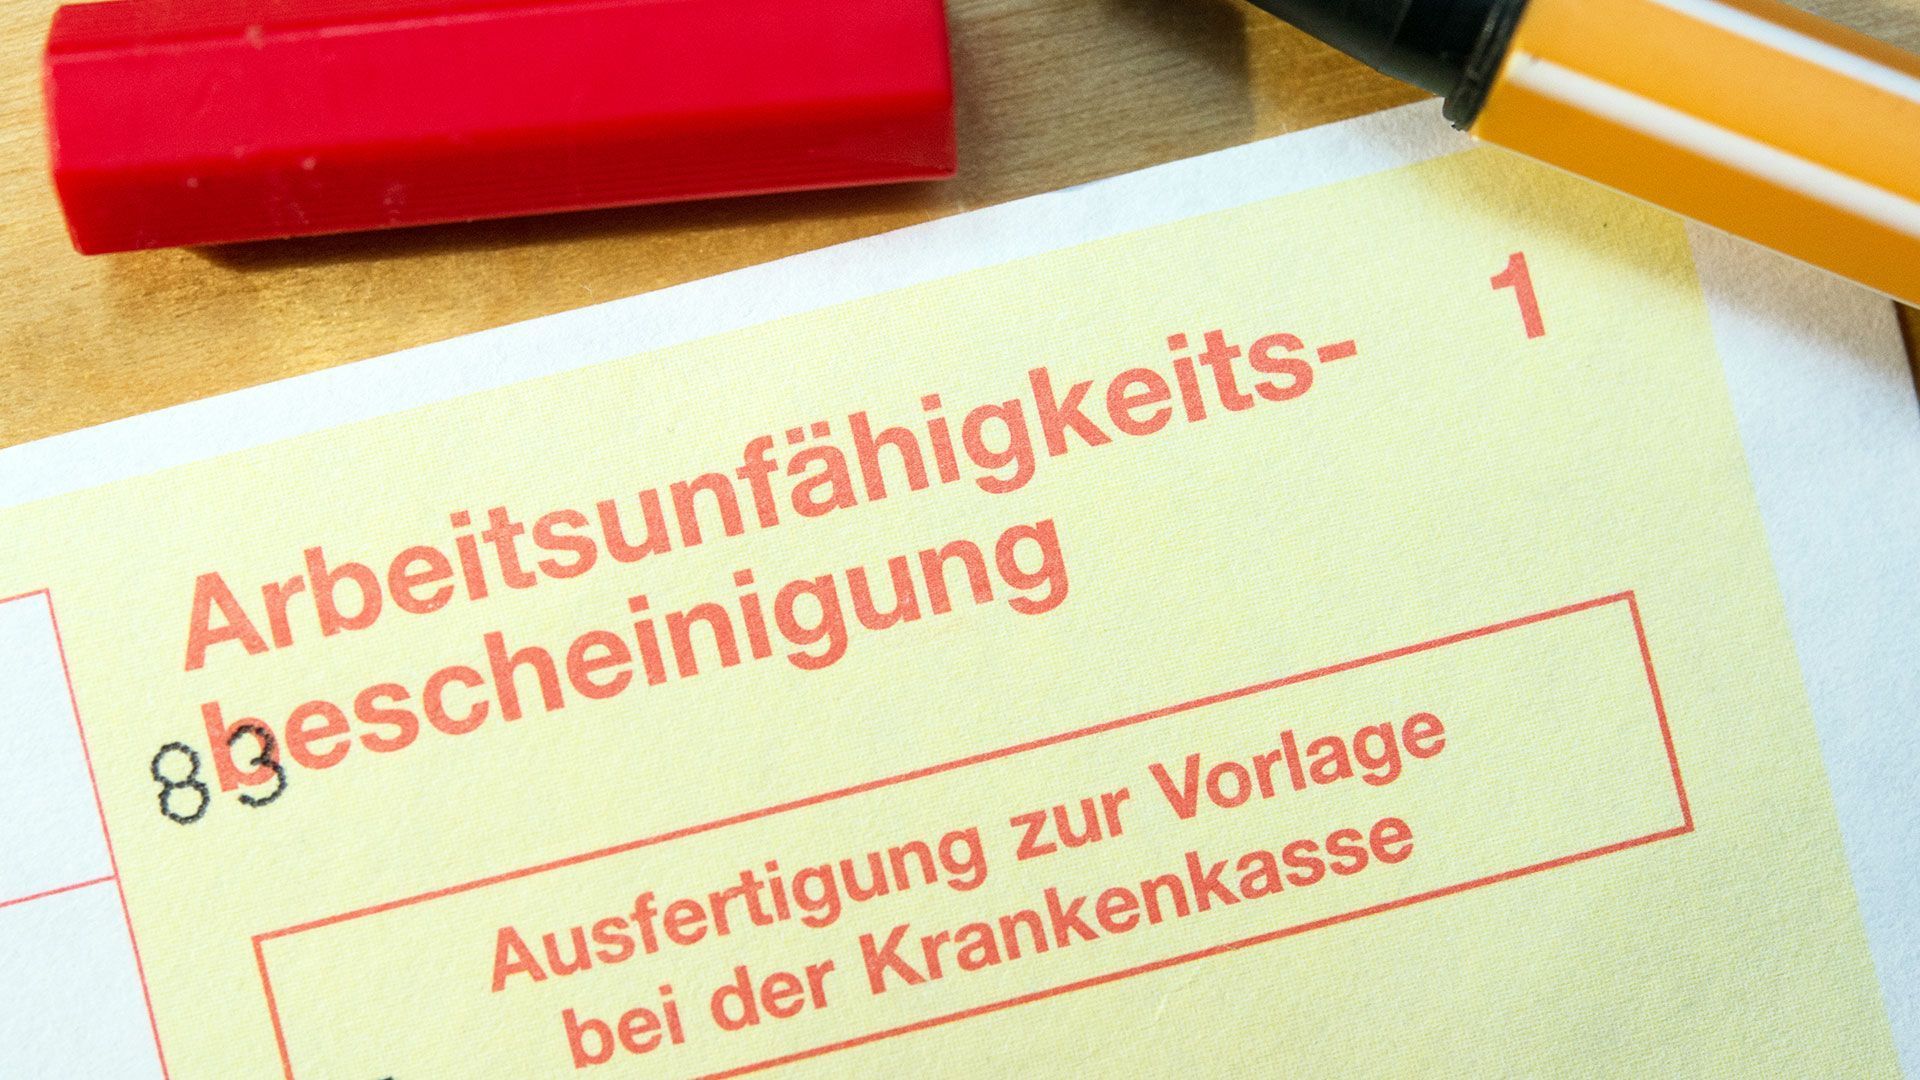 1
Arbeitsunfähigkeits-
bescheinigung
83
Ausfertigung zur Vorlage
bei der Krankenkasse